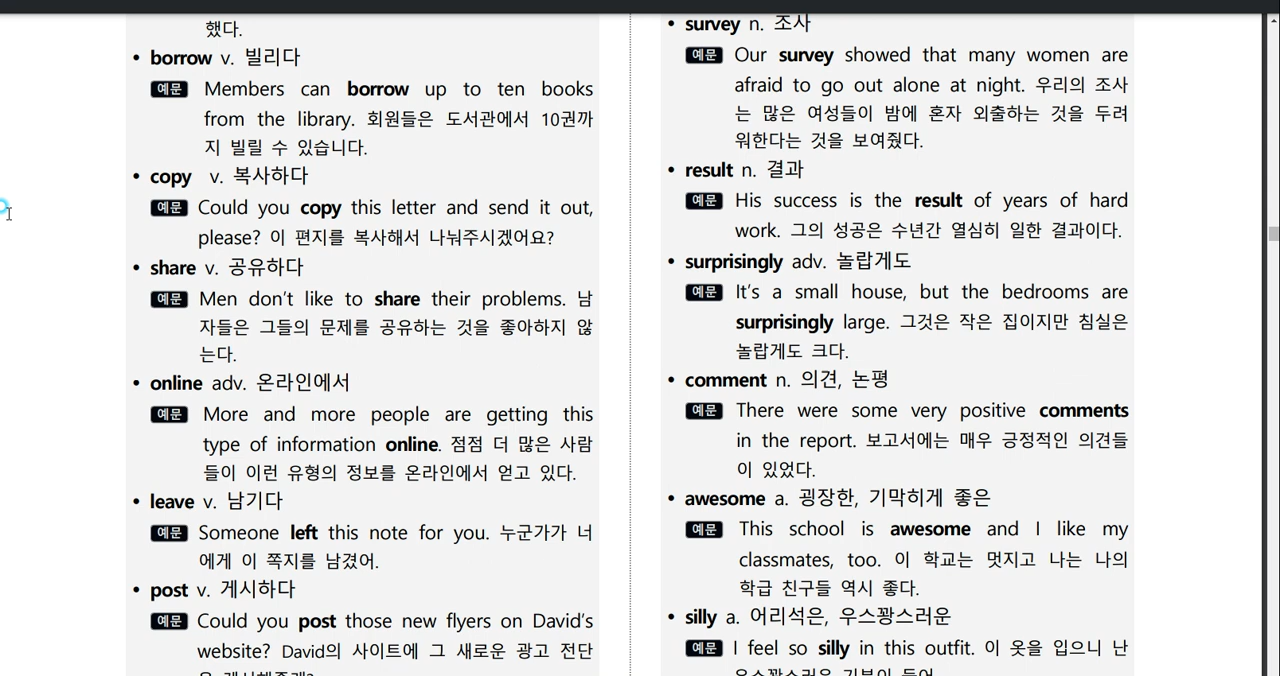 했다.
• borrow v. 빌리다
예문 Members can borrow up to ten books
from the library. 회원들은 도서관에서 10권까
지 빌릴 수 있습니다.
• copy v. 복사하다
예문 Could you copy this letter and send it out,
please? 이 편지를 복사해서 나눠주시겠어요?
• share v. 공유하다
예문 Men don't like to share their problems. 남
자들은 그들의 문제를 공유하는 것을 좋아하지 않
는다.
• online adv. 온라인에서
예문 More and more people are getting this
type of information online. 점점 더 많은 사람
들이 이런 유형의 정보를 온라인에서 얻고 있다.
• leave v. 남기다
예문 Someone left this note for you. 누군가가 너
에게 이 쪽지를 남겼어.
• post v. 게시하다
예문 Could you post those new flyers on David's
website? David의 사이트에 그 새로운 광고 전단
• survey n. 조사
예문 Our survey showed that many women are
afraid to go out alone at night. 우리의 조사
는 많은 여성들이 밤에 혼자 외출하는 것을 두려
워한다는 것을 보여줬다.
• result n. 결과
예문 His success is the result of years of hard
work. 그의 성공은 수년간 열심히 일한 결과이다.
• surprisingly adv. 놀랍게도
예문 It's a small house, but the bedrooms are
surprisingly large. 그것은 작은 집이지만 침실은
놀랍게도 크다.
• comment n. 의견, 논평
예문 There were some very positive comments
in the report. 보고서에는 매우 긍정적인 의견들
이 있었다.
• awesome a. 굉장한, 기막히게 좋은
예문 This school is awesome and I like my
classmates, too. 이 학교는 멋지고 나는 나의
학급 친구들 역시 좋다.
• silly a. 어리석은, 우스꽝스러운
예문 I feel so silly in this outfit. 이 옷을 입으니 난